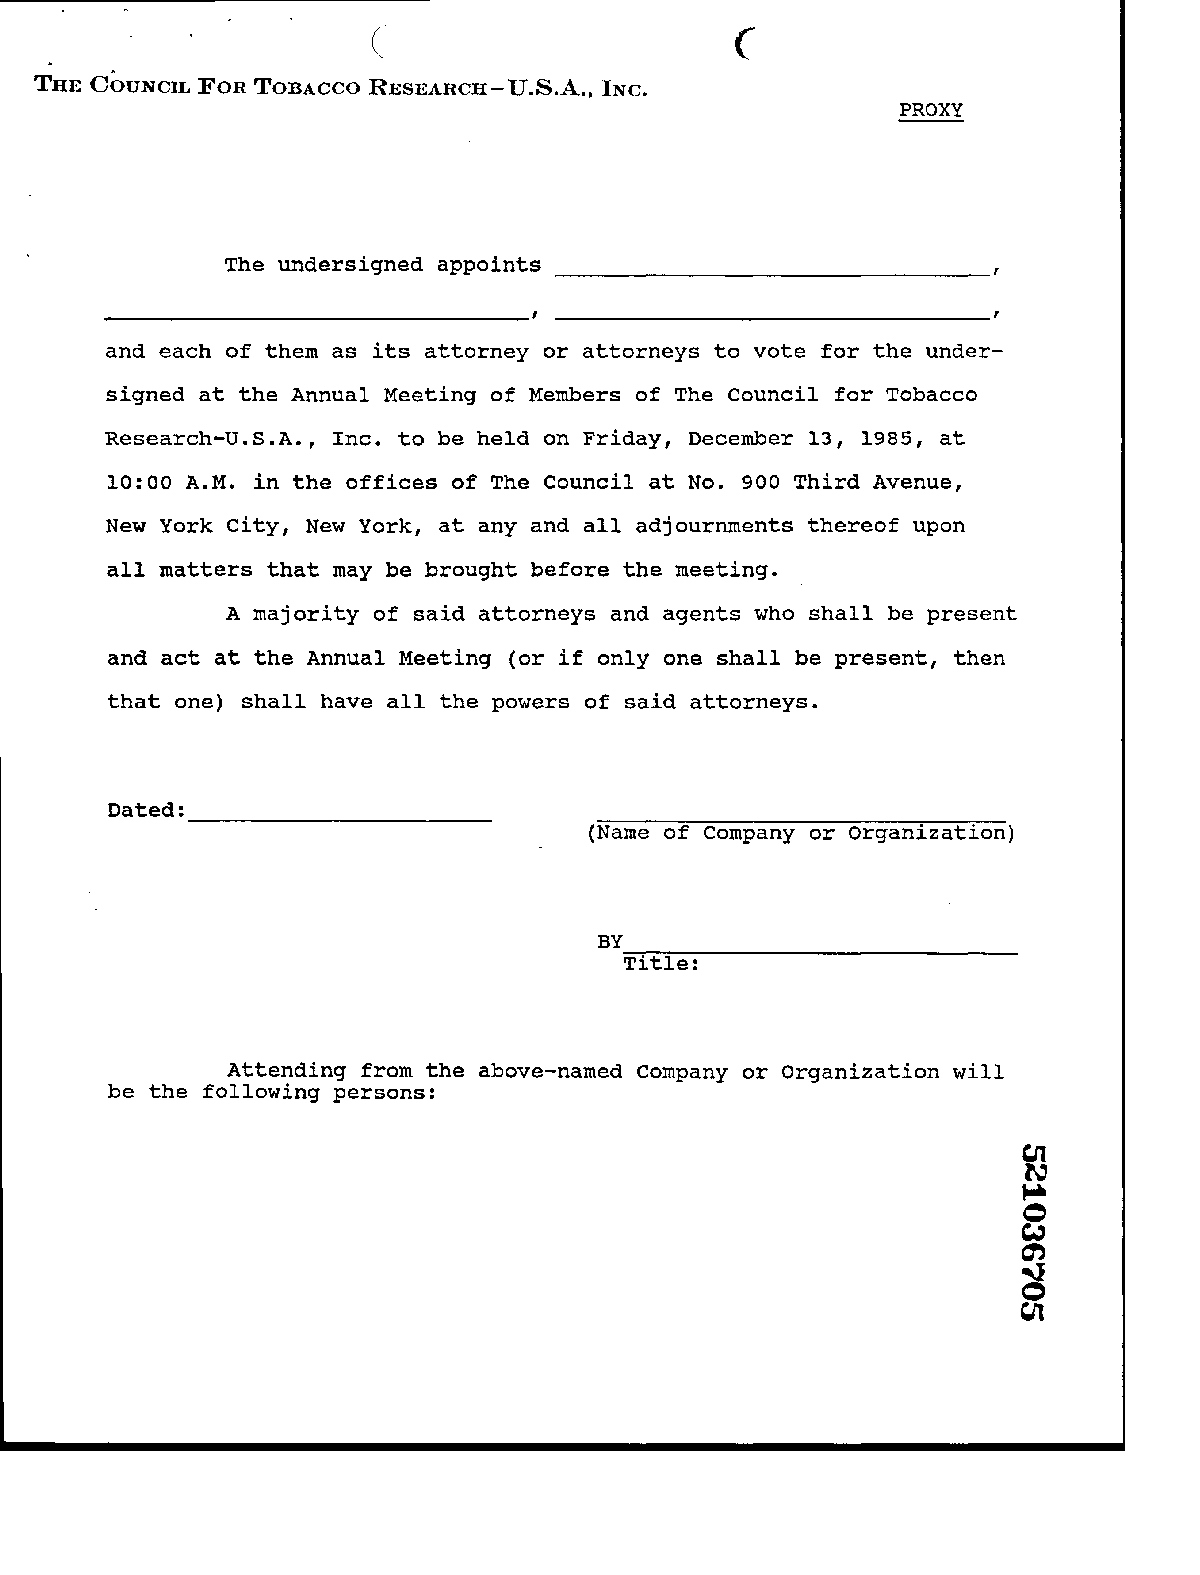 THE COUNCIL FOR TOBACCO RESEARCH-U.S.A., INC.
PROXY
The undersigned appoints ______________________________,
______________________________, ______________________________,
and each of them as its attorney or attorneys to vote for the under-
signed at the Annual Meeting of Members of The Council for Tobacco
Research-U.S.A., Inc. to be held on Friday, December 13, 1985, at
10:00 A.M. in the offices of The Council at No. 900 Third Avenue,
New York City, New York, at any and all adjournments thereof upon
all matters that may be brought before the meeting.
A majority of said attorneys and agents who shall be present
and act at the Annual Meeting (or if only one shall be present, then
that one) shall have all the powers of said attorneys.
Dated:______________________
(Name of Company or Organization)
BY______________________________
Title:
Attending from the above-named Company or Organization will
be the following persons:
521036705